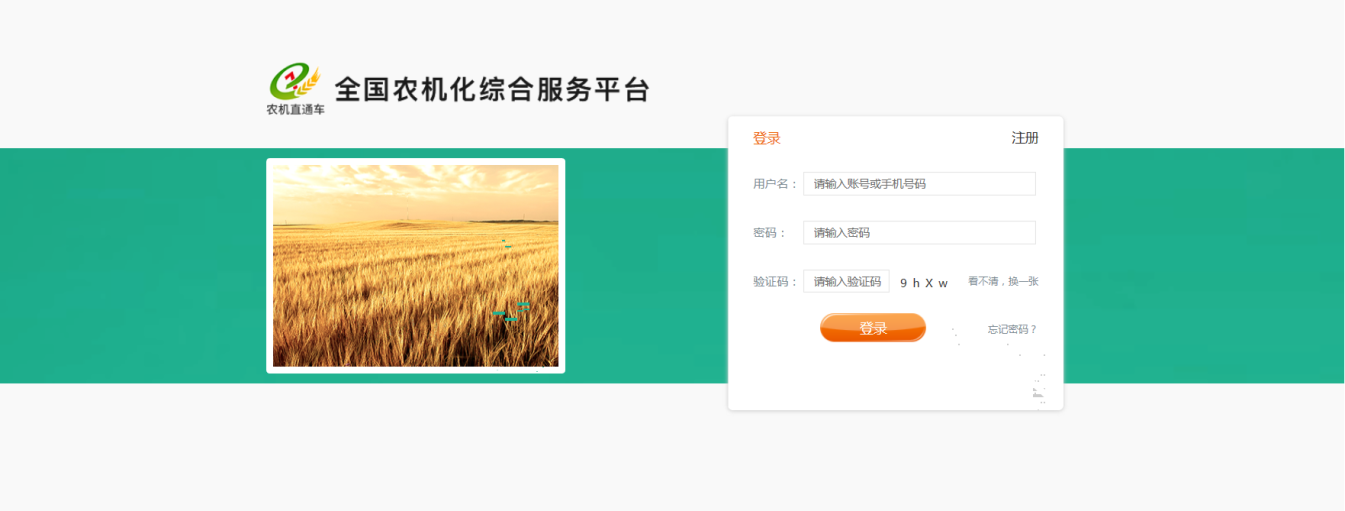 农机直通车
全国农机化综合服务平台
登录 注册
用户名： 请输入账号或手机号码
密码： 请输入密码
验证码： 请输入验证码 9 h X w 看不清，换一张
登录 忘记密码？